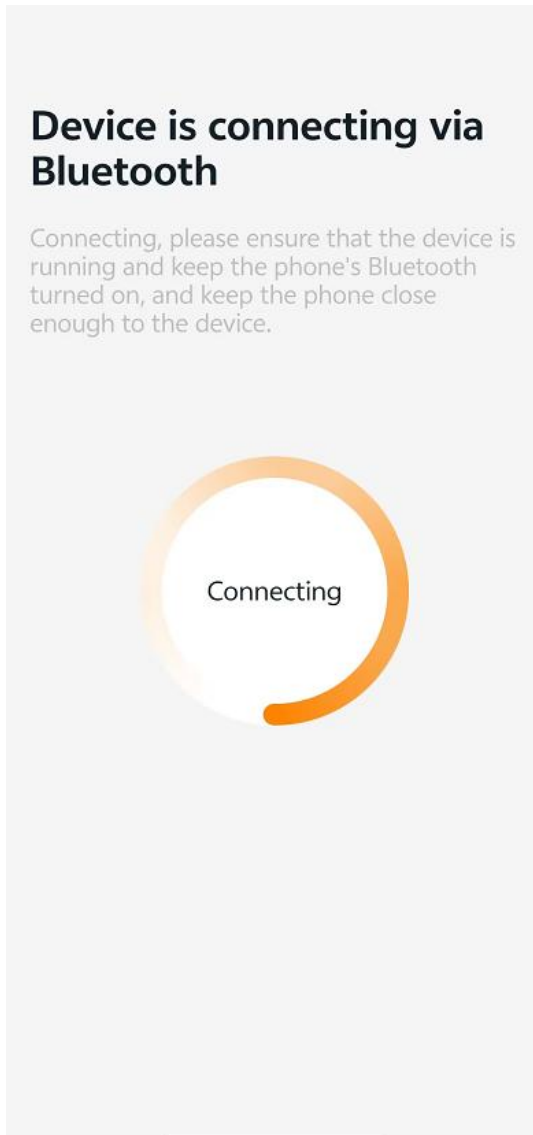 Device is connecting via
Bluetooth
Connecting, please ensure that the device is
running and keep the phone's Bluetooth
turned on, and keep the phone close
enough to the device.
Connecting